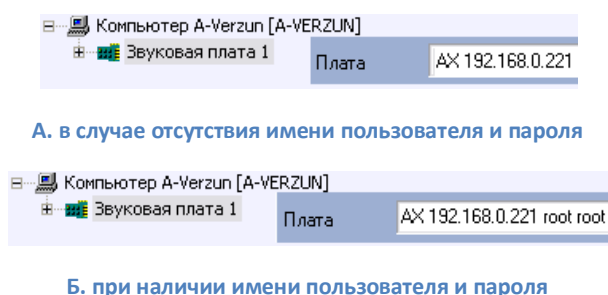 Компьютер A-Verzun [A-VERZUN]
Звуковая плата 1
Плата
AX 192.168.0.221
А. в случае отсутствия имени пользователя и пароля
Компьютер A-Verzun [A-VERZUN]
Звуковая плата 1
Плата
AX 192.168.0.221 root root
Б. при наличии имени пользователя и пароля